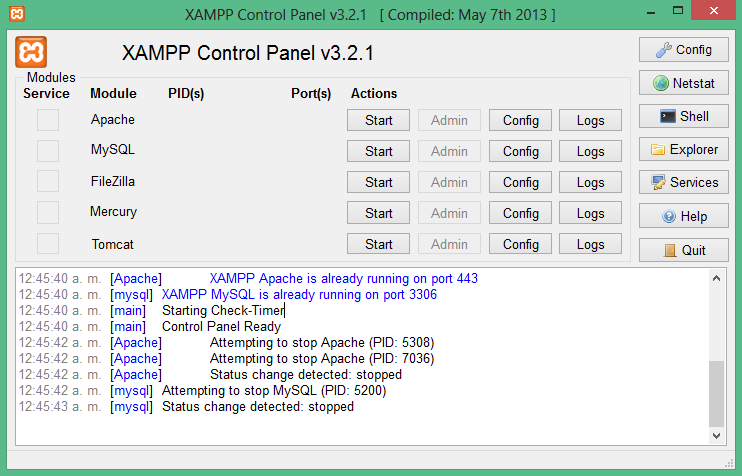 XAMPP Control Panel v3.2.1 [ Compiled: May 7th 2013 ]
XAMPP Control Panel v3.2.1
Config
Modules
Service Module PID(s) Port(s) Actions
Netstat
Apache Start Admin Config Logs
Shell
MySQL Start Admin Config Logs
Explorer
FileZilla Start Admin Config Logs
Services
Mercury Start Admin Config Logs
Help
Tomcat Start Admin Config Logs
Quit
12:45:40 a. m. [Apache] XAMPP Apache is already running on port 443
12:45:40 a. m. [mysql] XAMPP MySQL is already running on port 3306
12:45:40 a. m. [main] Starting Check-Timer
12:45:40 a. m. [main] Control Panel Ready
12:45:42 a. m. [Apache] Attempting to stop Apache (PID: 5308)
12:45:42 a. m. [Apache] Attempting to stop Apache (PID: 7036)
12:45:42 a. m. [Apache] Status change detected: stopped
12:45:42 a. m. [mysql] Attempting to stop MySQL (PID: 5200)
12:45:43 a. m. [mysql] Status change detected: stopped